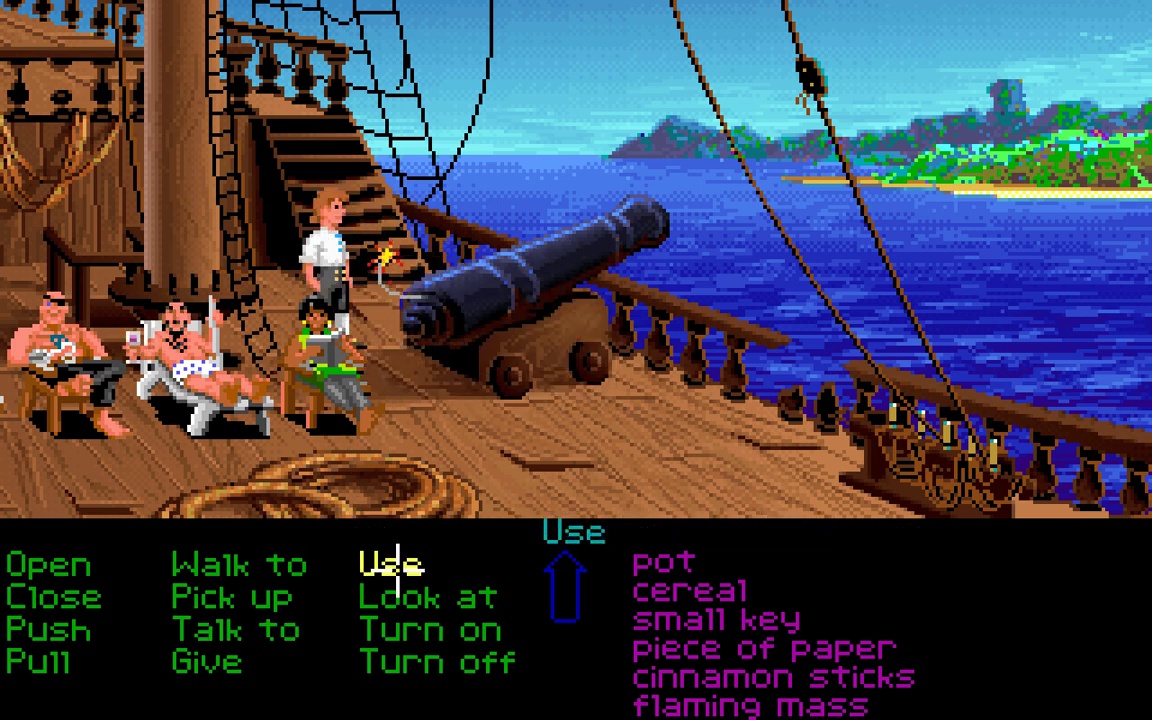 Use
Open Walk to Use
Close Pick up Look at
Push Talk to Turn on
Pull Give Turn off
pot
cereal
small key
piece of paper
cinnamon sticks
flaming mass